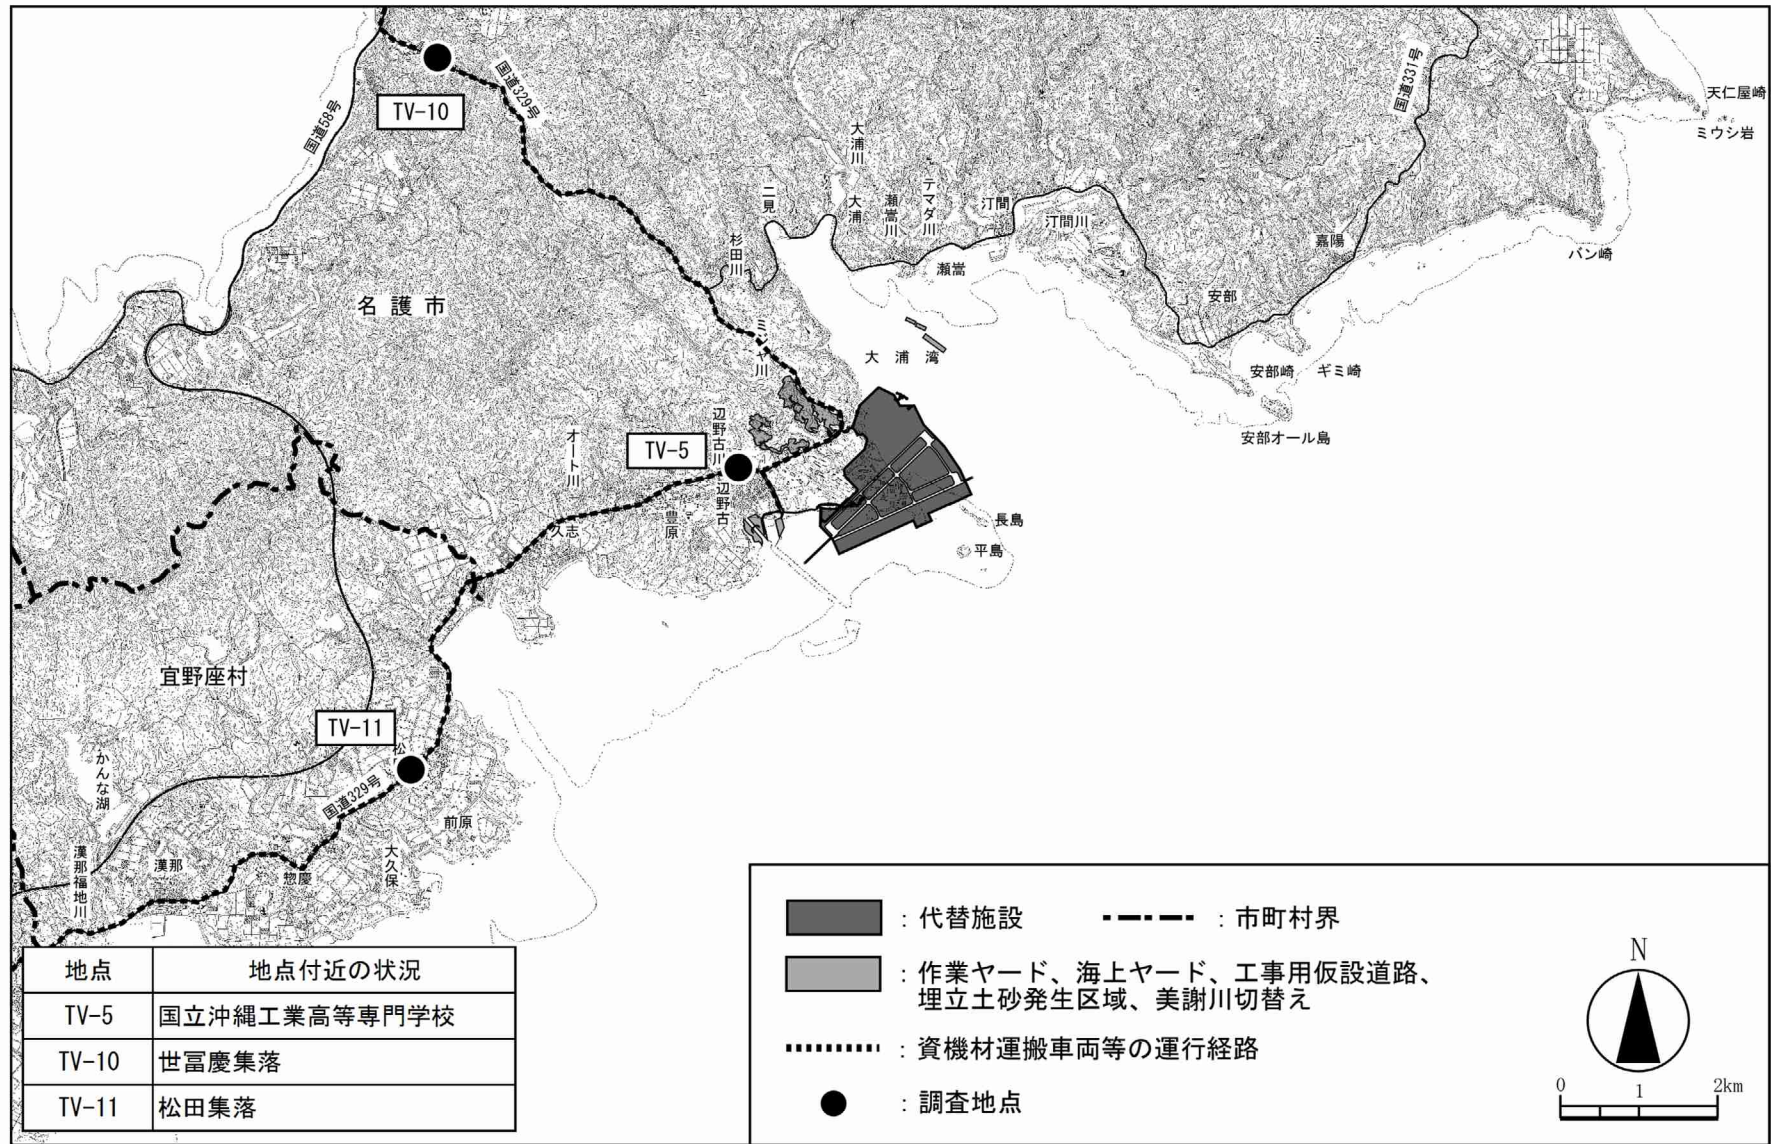 国道58号
TV-10
国道329号
国道331号
天仁屋崎
ミウシ岩
バン崎
大浦川
大浦
瀬嵩川
テマダ川
汀間
汀間川
二見
杉田川
瀬嵩
嘉陽
安部
名護市
大浦湾
安部崎
ギミ崎
安部オール島
辺野古川
TV-5
オート川
辺野古
豊原
久志
長島
平島
宜野座村
TV-11
松
国道329号
かんな湖
前原
大久保
漢那福地川
漢那
惣慶
地点 地点付近の状況
TV-5 国立沖縄工業高等専門学校
TV-10 世冨慶集落
TV-11 松田集落
：代替施設
：市町村界
：作業ヤード、海上ヤード、工事用仮設道路、
埋立土砂発生区域、美謝川切替え
：資機材運搬車両等の運行経路
：調査地点
N
0 1 2km